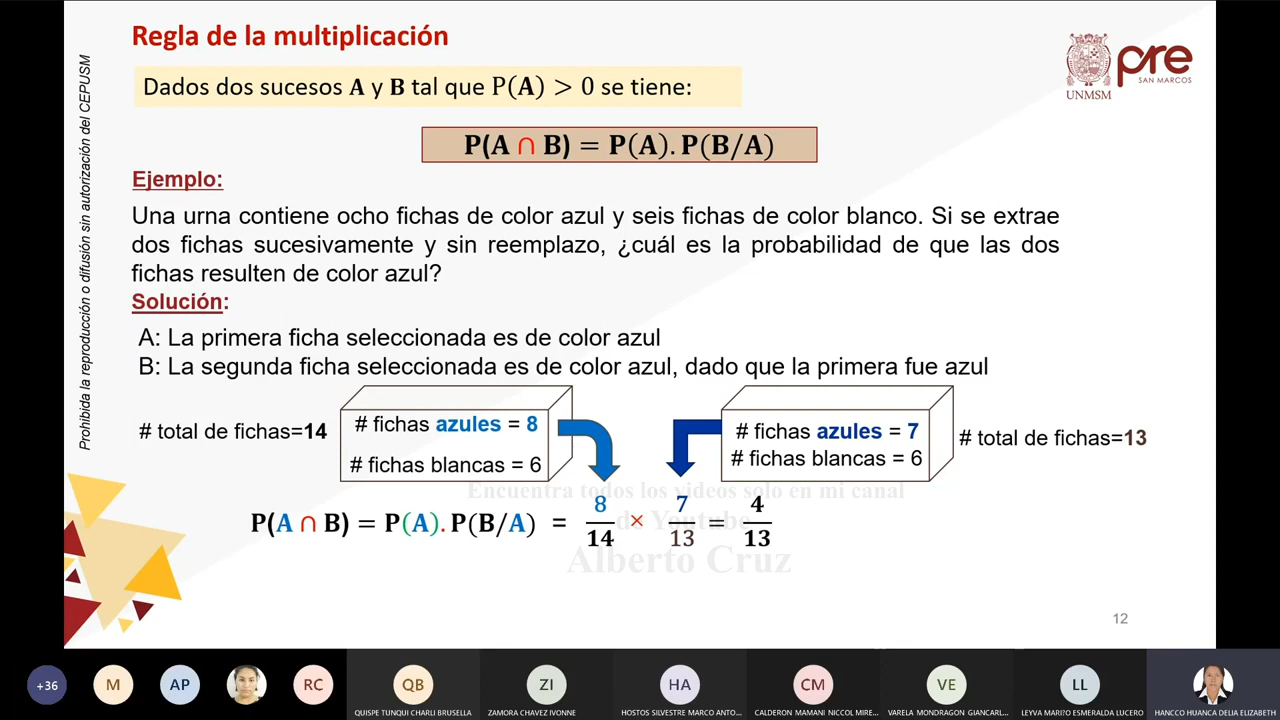 Regla de la multiplicación
pre
SAN MARCOS
UNMSM
Dados dos sucesos A y B tal que P(A) > 0 se tiene:
P(A ∩ B) = P(A). P(B/A)
Ejemplo:
Una urna contiene ocho fichas de color azul y seis fichas de color blanco. Si se extrae
dos fichas sucesivamente y sin reemplazo, ¿cuál es la probabilidad de que las dos
fichas resulten de color azul?
Solución:
A: La primera ficha seleccionada es de color azul
B: La segunda ficha seleccionada es de color azul, dado que la primera fue azul
# total de fichas=14
# fichas azules = 8
# fichas blancas = 6
# fichas azules = 7
# fichas blancas = 6
# total de fichas=13
Encuentra todos los videos solo en mi canal
de Youtube
Alberto Cruz
P(A ∩ B) = P(A). P(B/A) = 8/14 × 7/13 = 4/13
12
Prohibida la reproducción o difusión sin autorización del CEPUSM
+36
M
AP
RC
QB
QUISPE TUNQUI CHARLI BRUSELLA
ZI
ZAMORA CHAVEZ IVONNE
HA
HOSTOS SILVESTRE MARCO ANTO...
CM
CALDERON MAMANI NICCOL MIRE...
VE
VARELA MONDRAGON GIANCARL...
LL
LEYVA MARIÑO ESMERALDA LUCERO
HANCCO HUANCA DELIA ELIZABETH